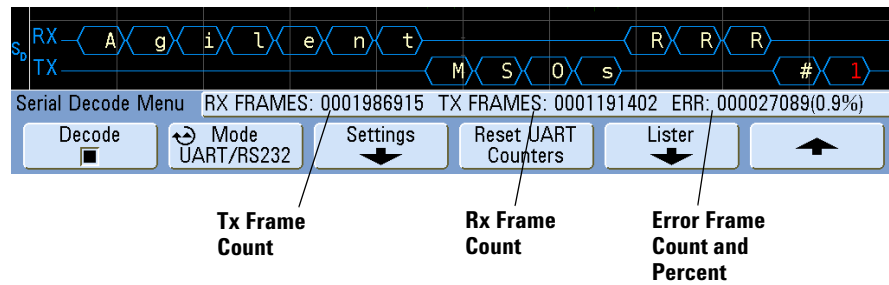 SD RX A g i l e n t R R R
TX M S O s # 1
Serial Decode Menu RX FRAMES: 0001986915 TX FRAMES: 0001191402 ERR: 000027089(0.9%)
Decode Mode Settings Reset UART Lister
UART/RS232 Counters
Tx Frame Rx Frame Error Frame
Count Count Count and
Percent